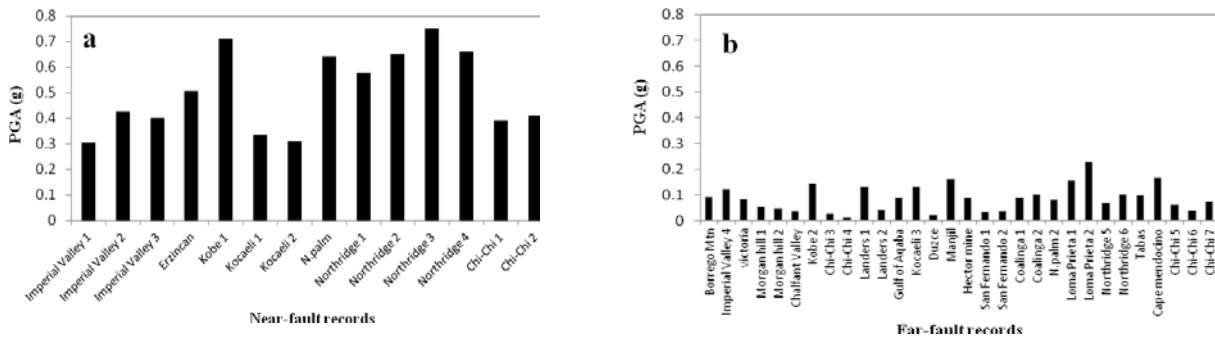 a
PGA (g)
0.8
0.7
0.6
0.5
0.4
0.3
0.2
0.1
0
Imperial Valley 1
Imperial Valley 2
Imperial Valley 3
Erzincan
Kobe 1
Kocaeli 1
Kocaeli 2
N.palm
Northridge 1
Northridge 2
Northridge 3
Northridge 4
Chi-Chi 1
Chi-Chi 2
Near-fault records
b
PGA (g)
0.8
0.7
0.6
0.5
0.4
0.3
0.2
0.1
0
Borrego Mtn
Imperial Valley 4
victoria
Morgan hill 1
Morgan hill 2
Chalfant Valley
Kobe 2
Chi-Chi 3
Chi-Chi 4
Landers 1
Landers 2
Gulf of Aqaba
Kocaeli 3
Duzce
Manjil
Hector mine
San Fernando 1
San Fernando 2
Coalinga 1
Coalinga 2
N.palm 2
Loma Prieta 1
Loma Prieta 2
Northridge 5
Northridge 6
Tabas
Cape mendocino
Chi-Chi 5
Chi-Chi 6
Chi-Chi 7
Far-fault records